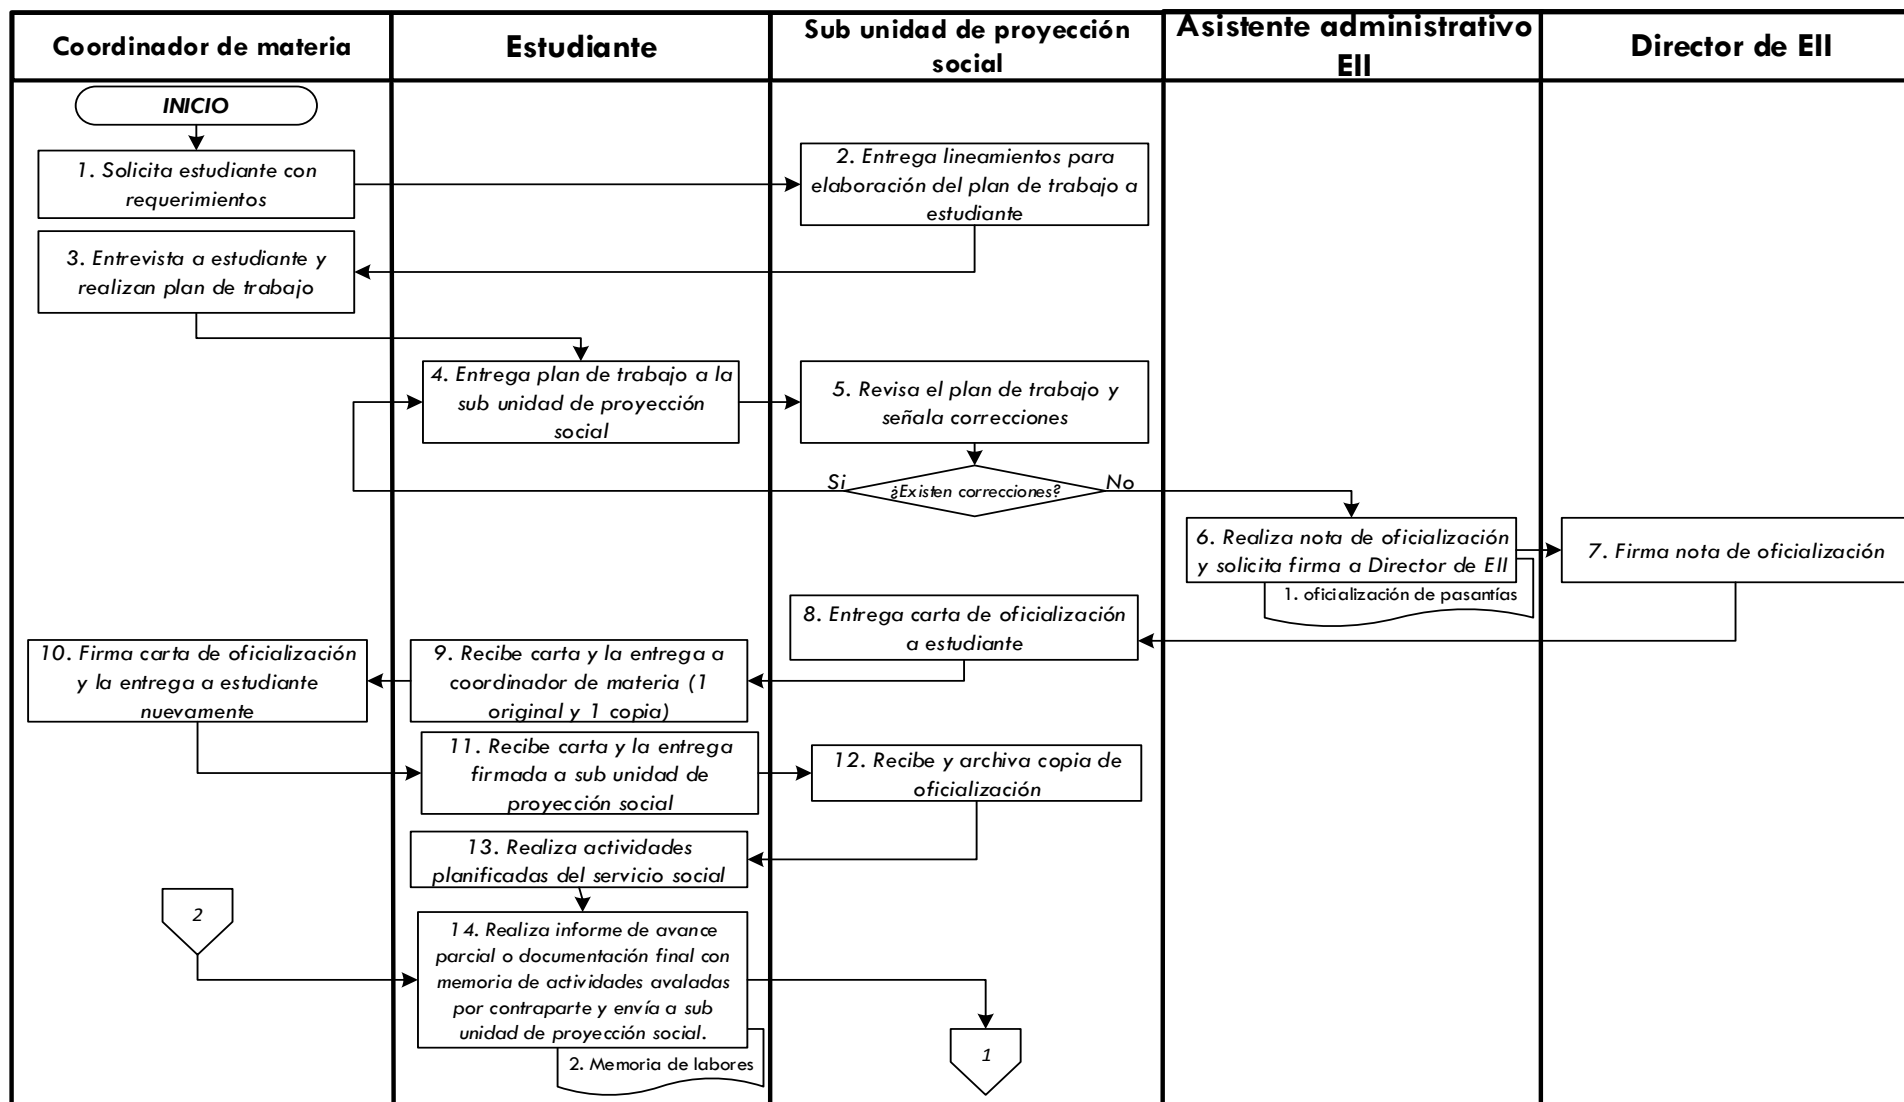 Coordinador de materia
Estudiante
Sub unidad de proyección
social
Asistente administrativo
EII
Director de EII
INICIO
1. Solicita estudiante con
requerimientos
2. Entrega lineamientos para
elaboración del plan de trabajo a
estudiante
3. Entrevista a estudiante y
realizan plan de trabajo
4. Entrega plan de trabajo a la
sub unidad de proyección
social
5. Revisa el plan de trabajo y
señala correcciones
Si
¿Existen correcciones?
No
6. Realiza nota de oficialización
y solicita firma a Director de EII
1. oficialización de pasantías
7. Firma nota de oficialización
8. Entrega carta de oficialización
a estudiante
9. Recibe carta y la entrega a
coordinador de materia (1
original y 1 copia)
10. Firma carta de oficialización
y la entrega a estudiante
nuevamente
11. Recibe carta y la entrega
firmada a sub unidad de
proyección social
12. Recibe y archiva copia de
oficialización
13. Realiza actividades
planificadas del servicio social
2
14. Realiza informe de avance
parcial o documentación final con
memoria de actividades avaladas
por contraparte y envía a sub
unidad de proyección social.
2. Memoria de labores
1